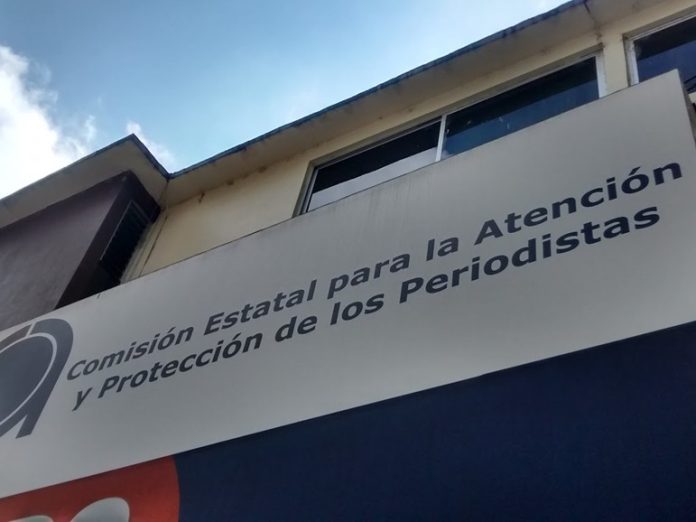 Comisión Estatal para la Atención
y Protección de los Periodistas